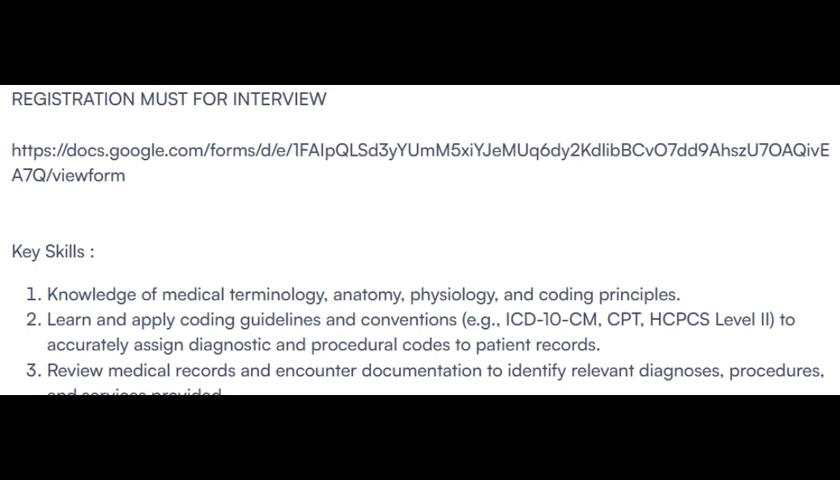 REGISTRATION MUST FOR INTERVIEW
https://docs.google.com/forms/d/e/1FAIpQLSd3yYUmM5xiYJeMUq6dy2KdlibBCvO7dd9AhszU7OAQivE
A7Q/viewform
Key Skills :
1. Knowledge of medical terminology, anatomy, physiology, and coding principles.
2. Learn and apply coding guidelines and conventions (e.g., ICD-10-CM, CPT, HCPCS Level II) to
accurately assign diagnostic and procedural codes to patient records.
3. Review medical records and encounter documentation to identify relevant diagnoses, procedures,
and services provided